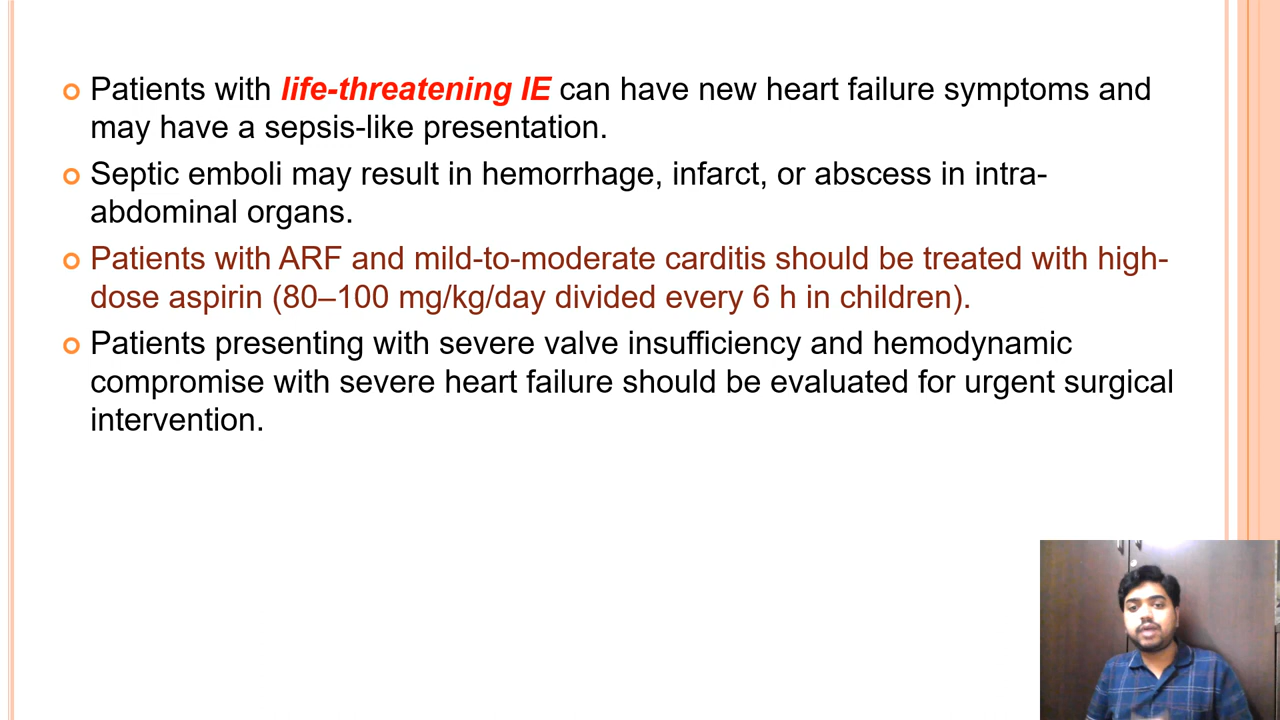 Patients with life-threatening IE can have new heart failure symptoms and
may have a sepsis-like presentation.
Septic emboli may result in hemorrhage, infarct, or abscess in intra-
abdominal organs.
Patients with ARF and mild-to-moderate carditis should be treated with high-
dose aspirin (80–100 mg/kg/day divided every 6 h in children).
Patients presenting with severe valve insufficiency and hemodynamic
compromise with severe heart failure should be evaluated for urgent surgical
intervention.